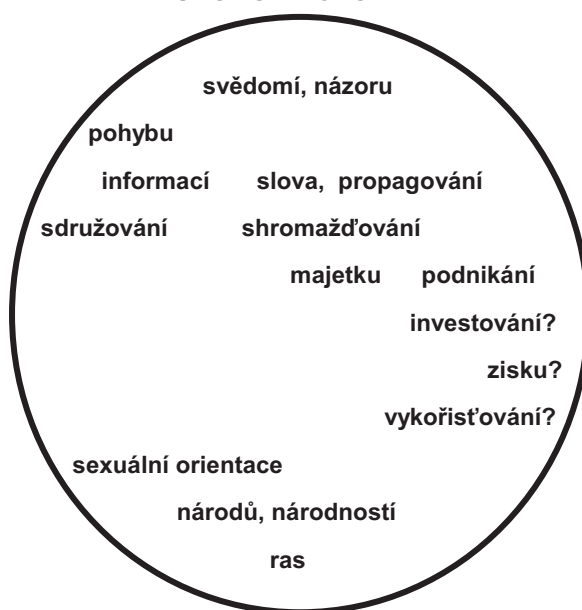 svědomí, názoru
pohybu
informací slova, propagování
sdružování shromažďování
majetku podnikání
investování?
zisku?
vykořisťování?
sexuální orientace
národů, národností
ras